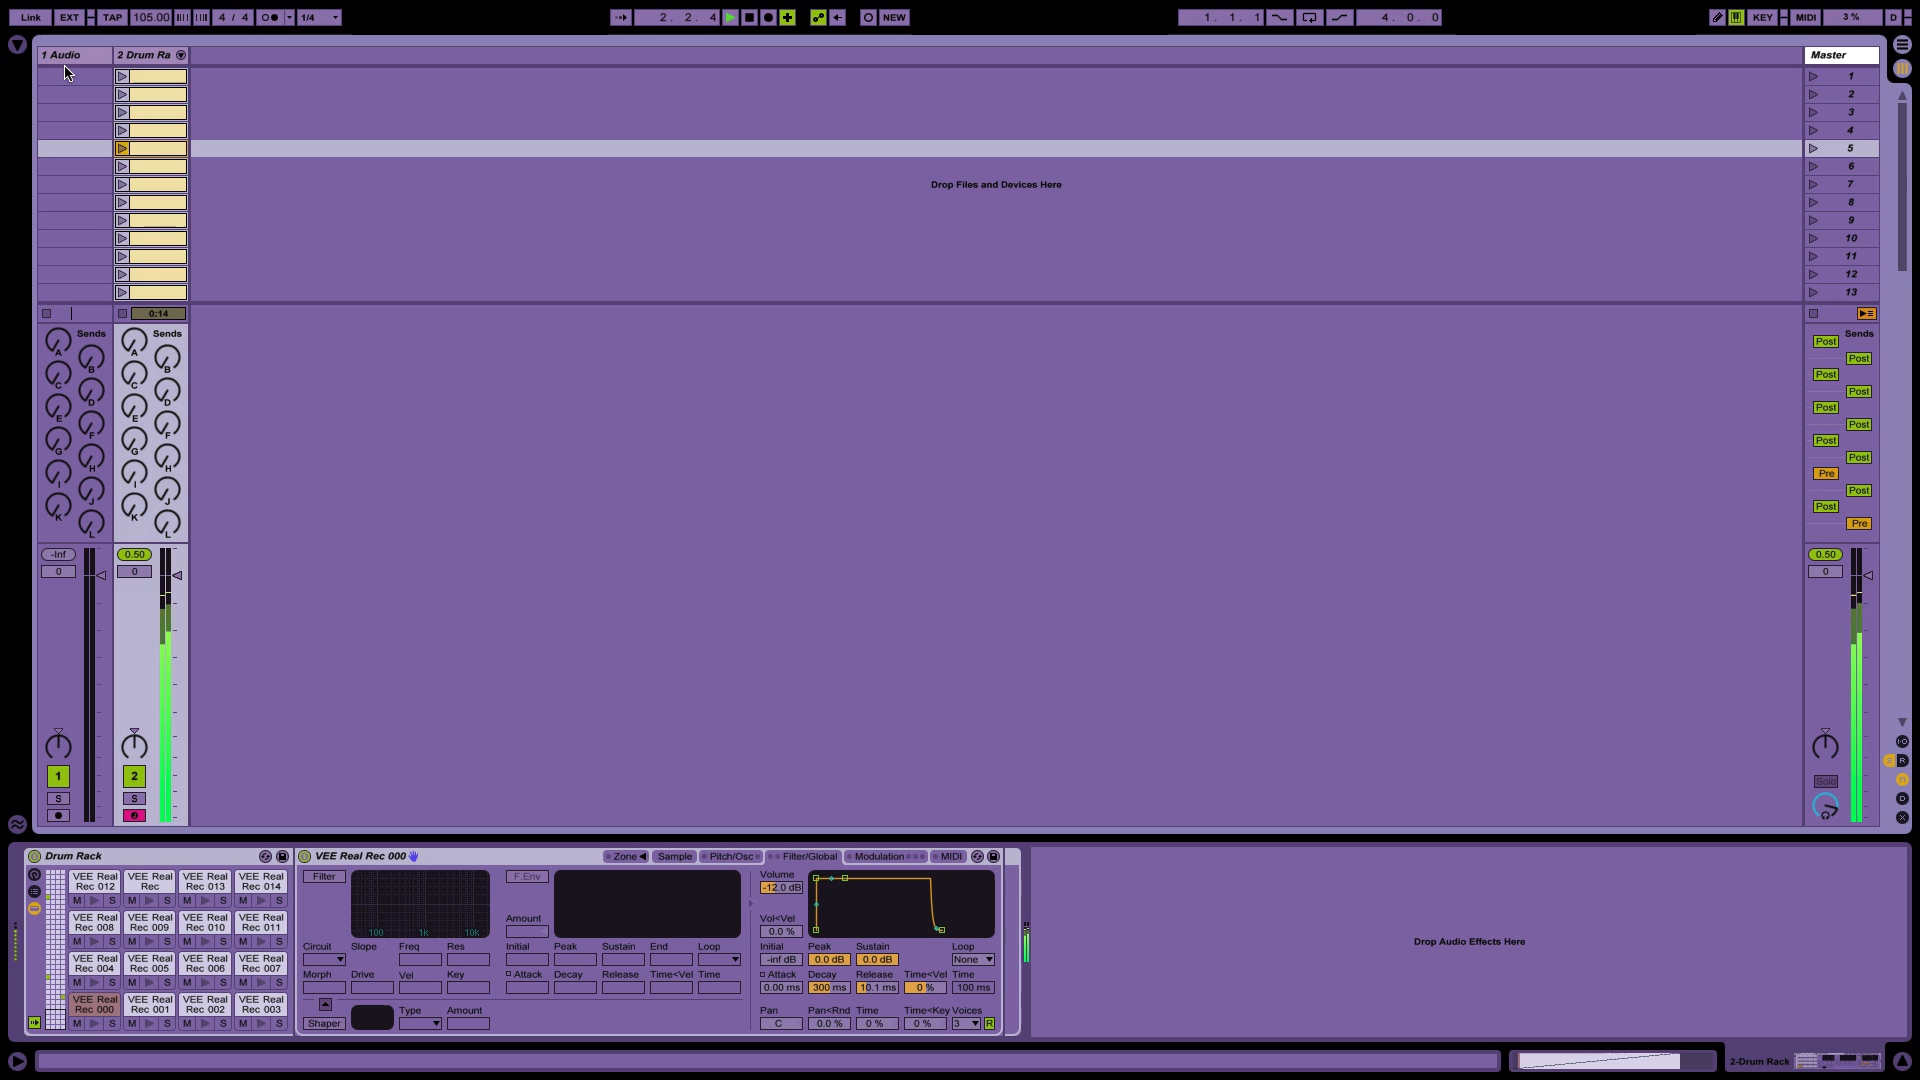 Link EXT TAP 105.00 4 / 4 1/4 2. 2. 4 NEW 1. 1. 1 4. 0. 0 KEY MIDI 3 % D
1 Audio 2 Drum Ra Master
1
2
3
4
5
6
7
8
9
10
11
12
13
Drop Files and Devices Here
0:14
Sends Sends Sends
A B C D E F G H I J K L
A B C D E F G H I J K L
Post
Post
Post
Post
Post
Post
Post
Post
Pre
Post
Post
Pre
-Inf 0.50 0.50
0 0 0
1 2
S S Solo
I·O
R
D
X
Drum Rack
VEE Real Rec 012 VEE Real Rec VEE Real Rec 013 VEE Real Rec 014
M S M S M S M S
VEE Real Rec 008 VEE Real Rec 009 VEE Real Rec 010 VEE Real Rec 011
M S M S M S M S
VEE Real Rec 004 VEE Real Rec 005 VEE Real Rec 006 VEE Real Rec 007
M S M S M S M S
VEE Real Rec 000 VEE Real Rec 001 VEE Real Rec 002 VEE Real Rec 003
M S M S M S M S
VEE Real Rec 000 Zone Sample Pitch/Osc Filter/Global Modulation MIDI
Filter F.Env Volume
-12.0 dB
Amount Vol<Vel
100 1k 10k 0.0 %
Circuit Slope Freq Res Initial Peak Sustain End Loop Initial Peak Sustain Loop
-inf dB 0.0 dB 0.0 dB None
Morph Drive Vel Key Attack Decay Release Time<Vel Time Attack Decay Release Time<Vel Time
0.00 ms 300 ms 10.1 ms 0 % 100 ms
Type Amount Pan Pan<Rnd Time Time<Key Voices
Shaper C 0.0 % 0 % 0 % 3 R
Drop Audio Effects Here
2-Drum Rack